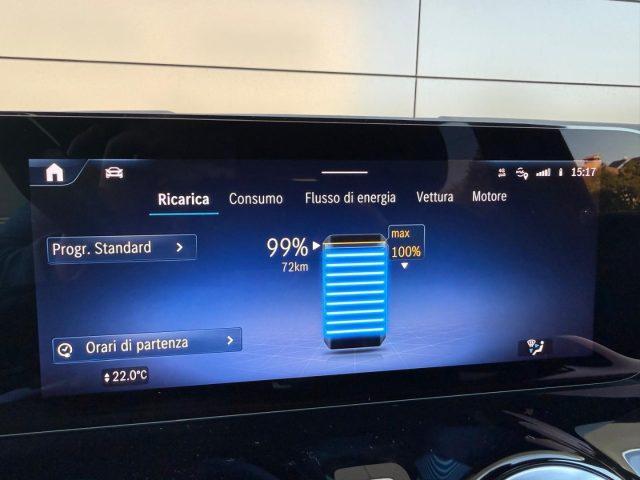 4G
15:17
Ricarica
Consumo
Flusso di energia
Vettura
Motore
Progr. Standard
99%
72km
max
100%
Orari di partenza
22.0°C